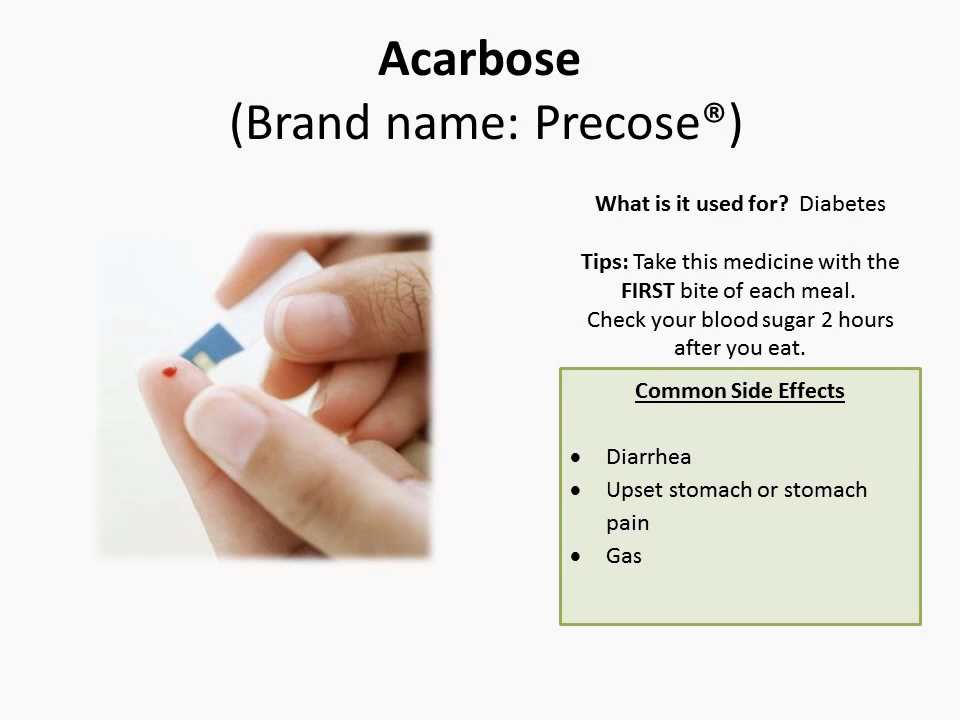 Acarbose
(Brand name: Precose®)
What is it used for? Diabetes
Tips: Take this medicine with the
FIRST bite of each meal.
Check your blood sugar 2 hours
after you eat.
Common Side Effects
• Diarrhea
• Upset stomach or stomach
pain
• Gas